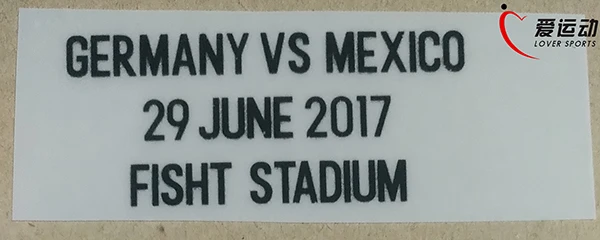 爱运动
LOVER SPORTS
GERMANY VS MEXICO
29 JUNE 2017
FISHT STADIUM